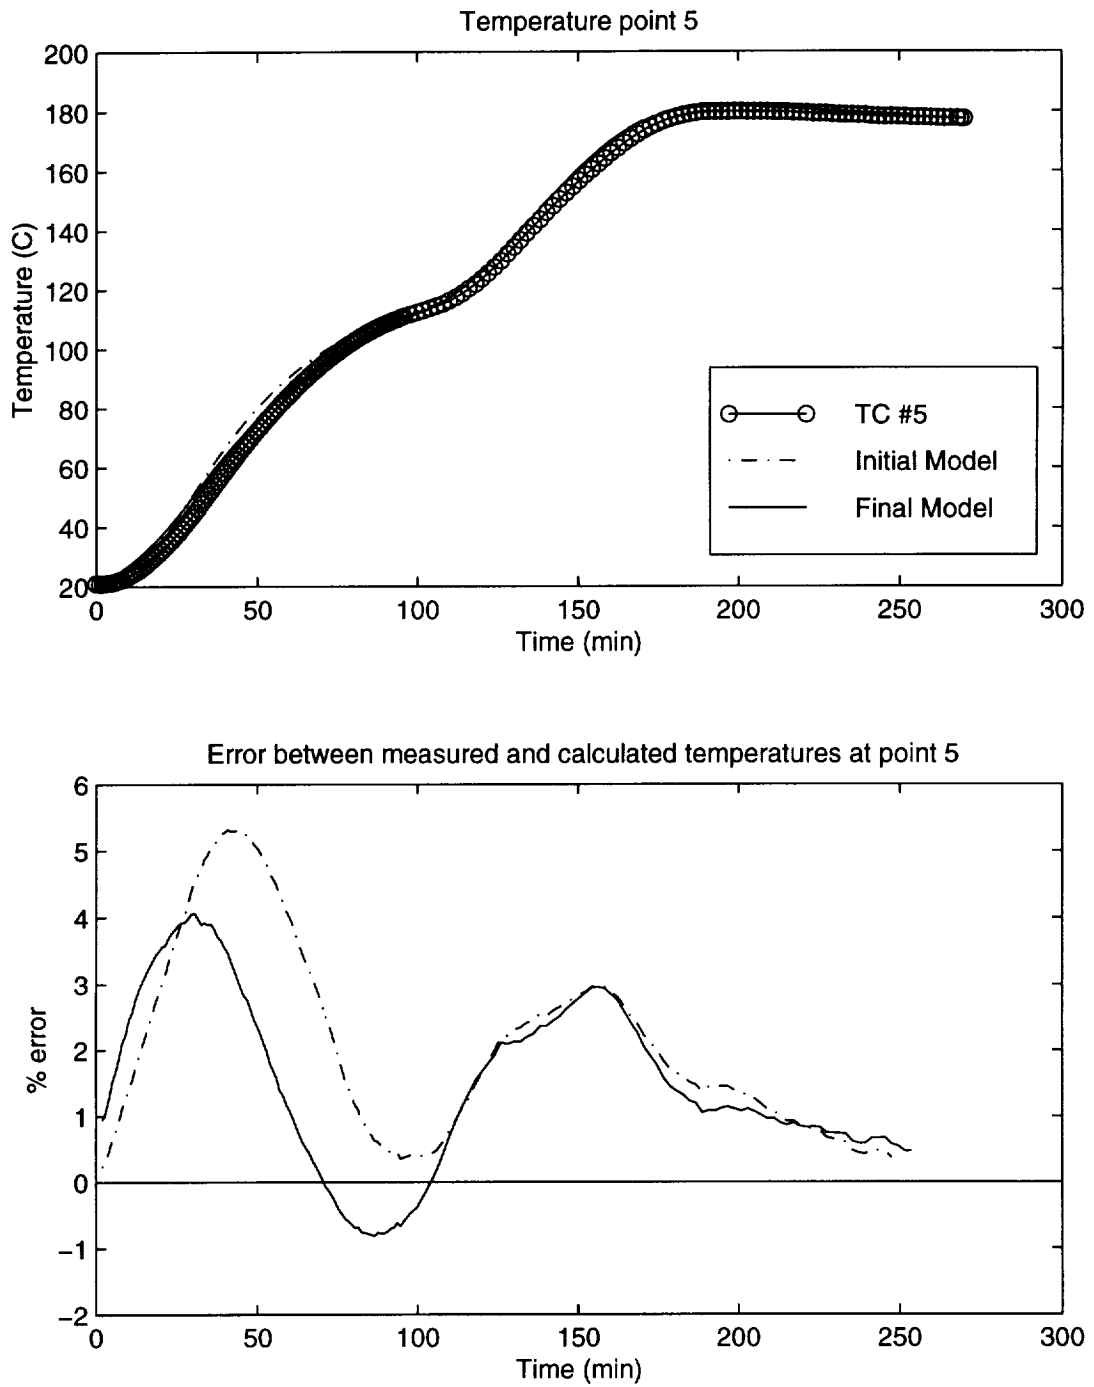 Temperature point 5
200
180
160
140
120
100
80
60
40
20
Temperature (C)
TC #5
Initial Model
Final Model
0 50 100 150 200 250 300
Time (min)
Error between measured and calculated temperatures at point 5
6
5
4
3
2
1
0
−1
−2
% error
0 50 100 150 200 250 300
Time (min)